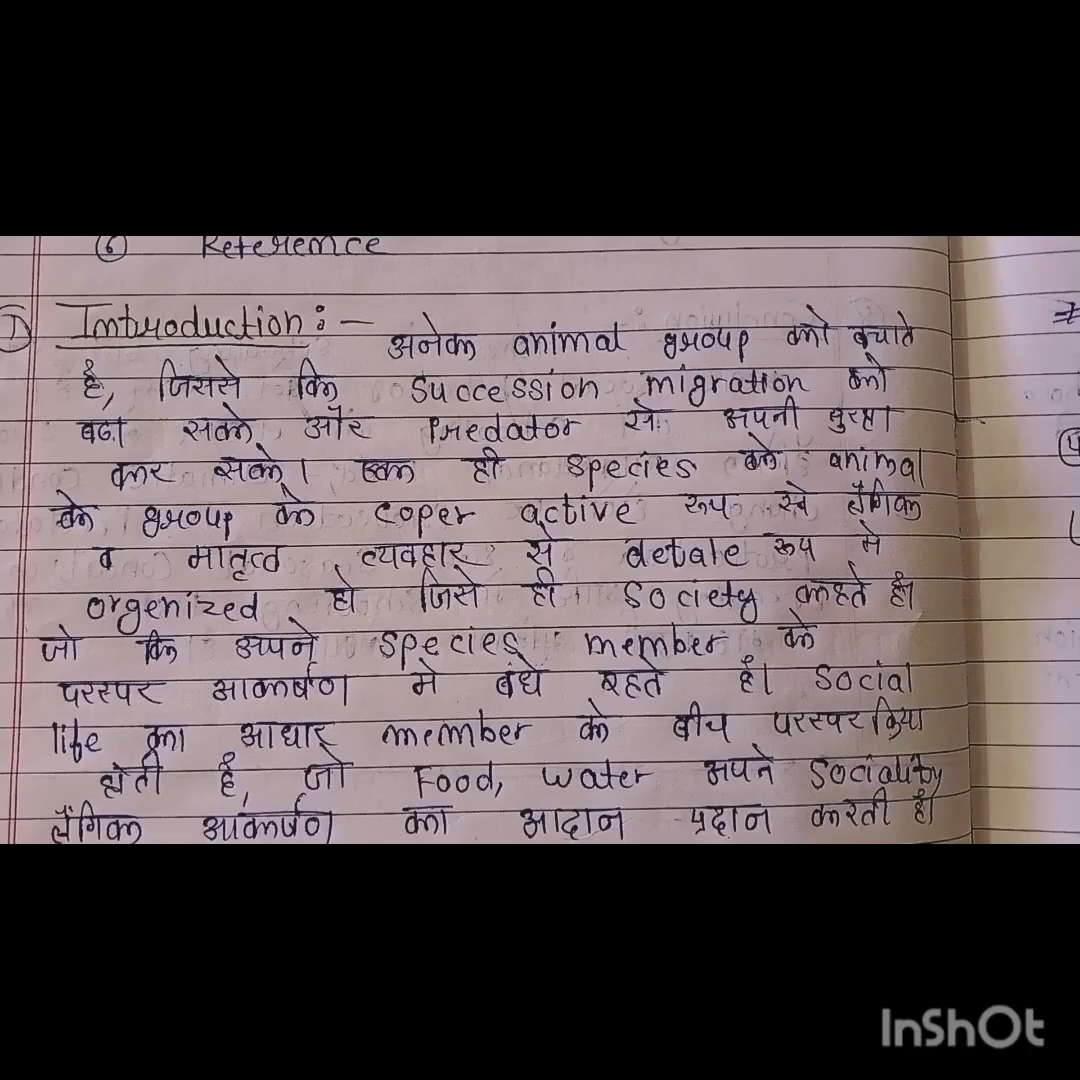 ⑥ Reference
① Introduction :-
अनेक animal group को बचाते
है, जिससे कि succession migration को
बढा सके और Predator से अपनी सुरक्षा
कर सके। एक ही species के animal
के group के coper active रूप से लैंगिक
व मातृत्व व्यवहार से detale रूप मे
orgenized हो जिसे ही society कहते है।
जो कि अपने species member के
परस्पर आकर्षण मे बंधे रहते है। Social
life का आधार member के बीच परस्पर क्रिया
होती है, जो Food, water अपने Sociality
लैंगिक आकर्षण का आदान प्रदान करती है।
InShOt